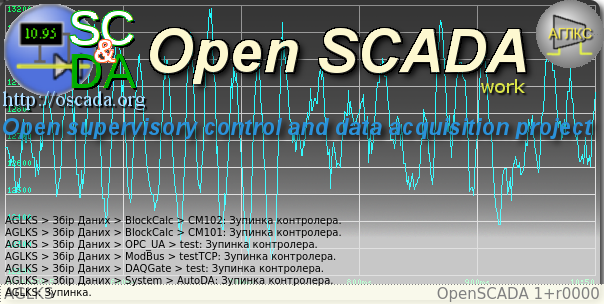 10.95
SC
&
DA
Open SCADA
АГЛКС
work
http://oscada.org
Open supervisory control and data acquisition project
AGLKS > Збір Даних > BlockCalc > CM102: Зупинка контролера.
AGLKS > Збір Даних > BlockCalc > CM101: Зупинка контролера.
AGLKS > Збір Даних > OPC_UA > test: Зупинка контролера.
AGLKS > Збір Даних > ModBus > testTCP: Зупинка контролера.
AGLKS > Збір Даних > DAQGate > test: Зупинка контролера.
AGLKS > Збір Даних > System > AutoDA: Зупинка контролера.
AGLKS: Зупинка.
AGLKS
OpenSCADA 1+r0000